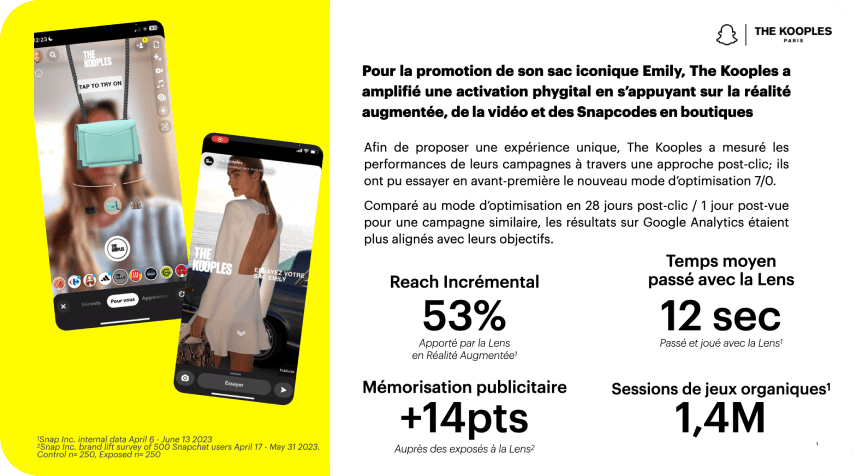 12:23
THE
KOOPLES
TAP TO TRY ON
THE
KOOPLES
Pour vous
THE
KOOPLES
ESSAYEZ VOTRE
SAC EMILY
Publicité
Essayer
¹Snap Inc. internal data April 6 - June 13 2023
²Snap Inc. brand lift survey of 500 Snapchat users April 17 - May 31 2023.
Control n= 250, Exposed n= 250
THE KOOPLES
PARIS
Pour la promotion de son sac iconique Emily, The Kooples a
amplifié une activation phygital en s’appuyant sur la réalité
augmentée, de la vidéo et des Snapcodes en boutiques
Afin de proposer une expérience unique, The Kooples a mesuré les
performances de leurs campagnes à travers une approche post-clic; ils
ont pu essayer en avant-première le nouveau mode d’optimisation 7/0.
Comparé au mode d’optimisation en 28 jours post-clic / 1 jour post-vue
pour une campagne similaire, les résultats sur Google Analytics étaient
plus alignés avec leurs objectifs.
Reach Incrémental
53%
Apporté par la Lens
en Réalité Augmentée¹
Temps moyen
passé avec la Lens
12 sec
Passé et joué avec la Lens¹
Mémorisation publicitaire
+14pts
Auprès des exposés à la Lens²
Sessions de jeux organiques¹
1,4M
1